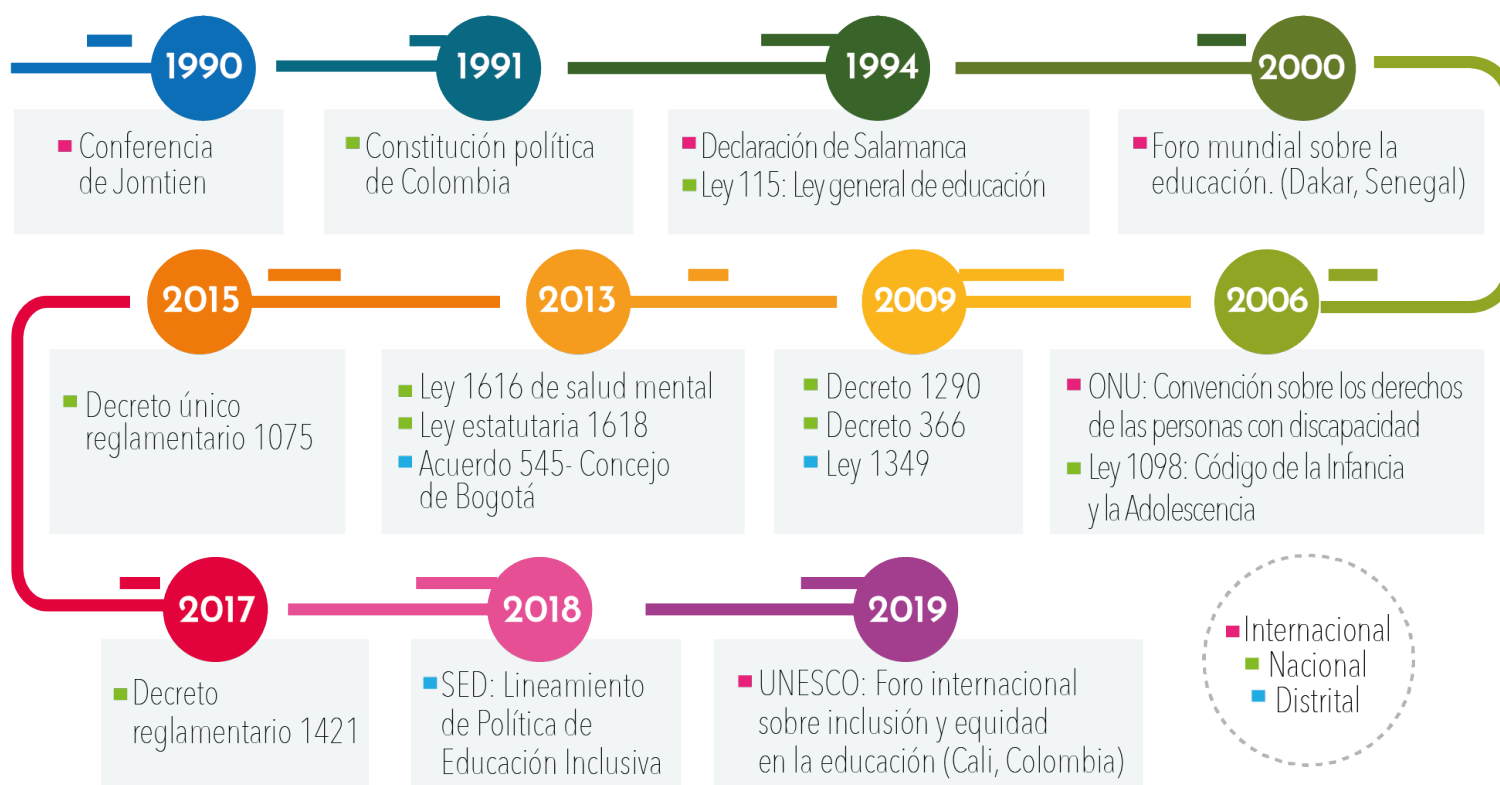 1990
Conferencia
de Jomtien
1991
Constitución política
de Colombia
1994
Declaración de Salamanca
Ley 115: Ley general de educación
2000
Foro mundial sobre la
educación. (Dakar, Senegal)
2006
ONU: Convención sobre los derechos
de las personas con discapacidad
Ley 1098: Código de la Infancia
y la Adolescencia
2009
Decreto 1290
Decreto 366
Ley 1349
2013
Ley 1616 de salud mental
Ley estatutaria 1618
Acuerdo 545- Concejo
de Bogotá
2015
Decreto único
reglamentario 1075
2017
Decreto
reglamentario 1421
2018
SED: Lineamiento
de Política de
Educación Inclusiva
2019
UNESCO: Foro internacional
sobre inclusión y equidad
en la educación (Cali, Colombia)
Internacional
Nacional
Distrital